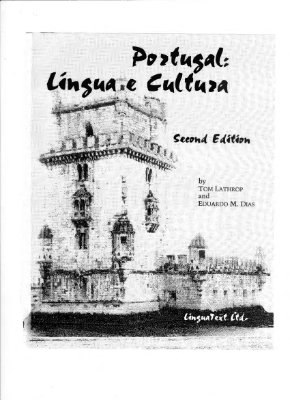 Portugal:
Língua e Cultura
Second Edition
by
TOM LATHROP
and
EDUARDO M. DIAS
LinguaText, Ltd.